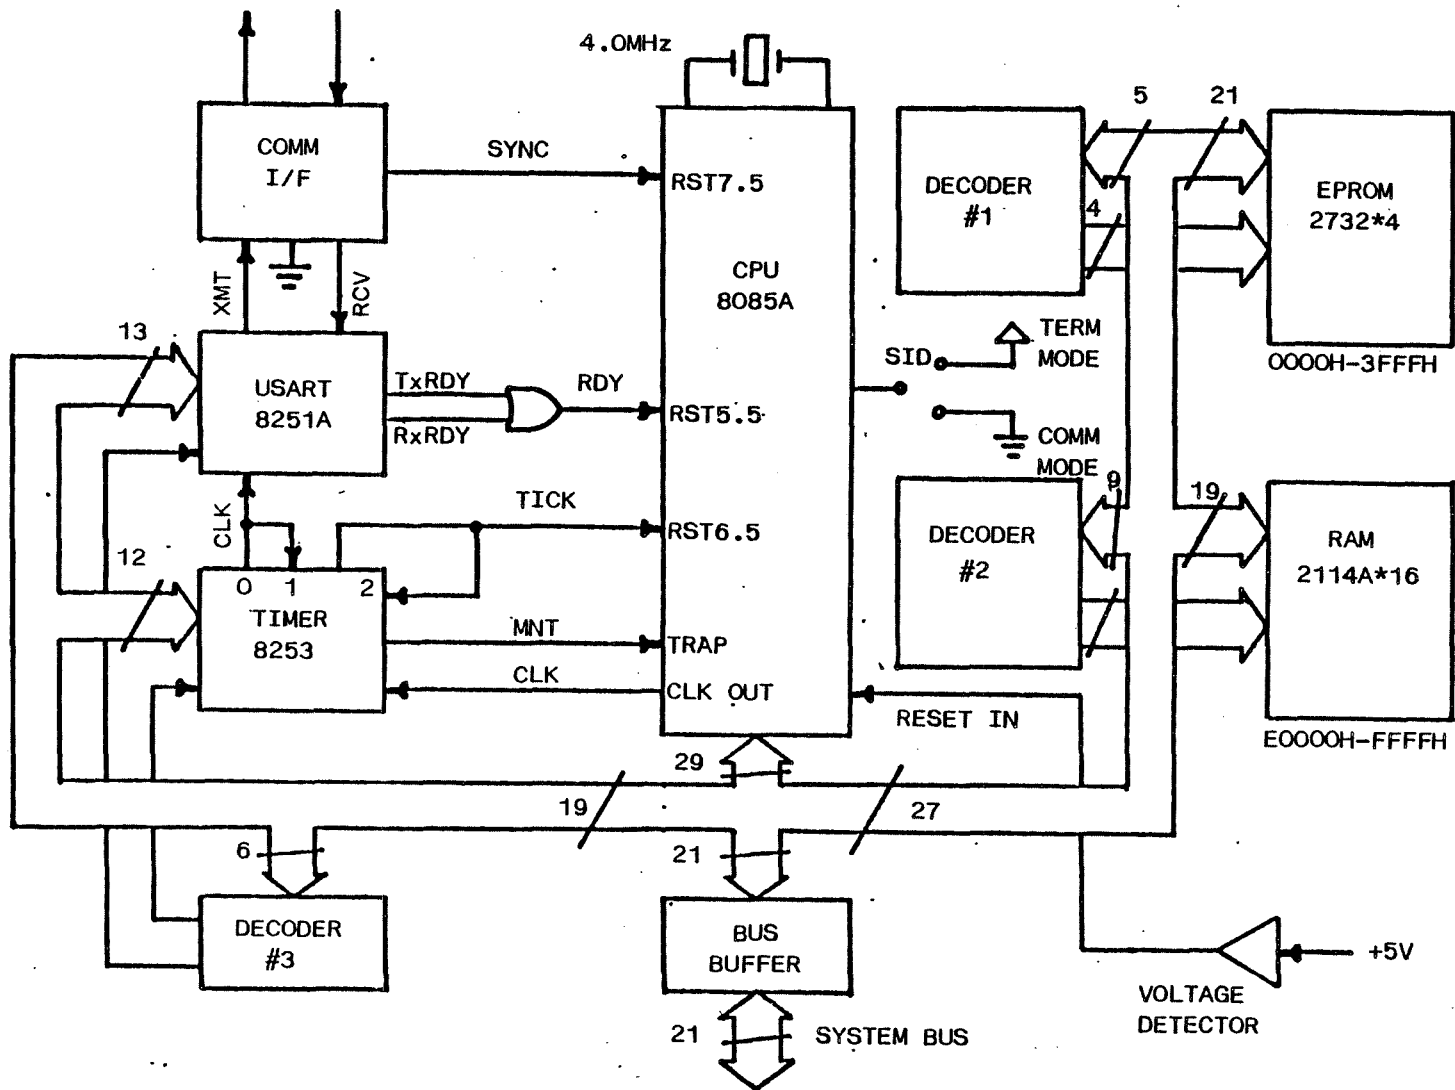 4.0MHz
5
21
COMM
I/F
SYNC
RST7.5
DECODER
#1
4
EPROM
2732*4
0000H-3FFFH
CPU
8085A
XMT
RCV
13
USART
8251A
TxRDY
RxRDY
RDY
RST5.5
SID
TERM
MODE
COMM
MODE
CLK
TICK
RST6.5
9
19
DECODER
#2
RAM
2114A*16
E0000H-FFFFH
12
0
1
2
TIMER
8253
MNT
TRAP
CLK
CLK OUT
RESET IN
29
19
27
6
21
DECODER
#3
BUS
BUFFER
+5V
VOLTAGE
DETECTOR
21
SYSTEM BUS